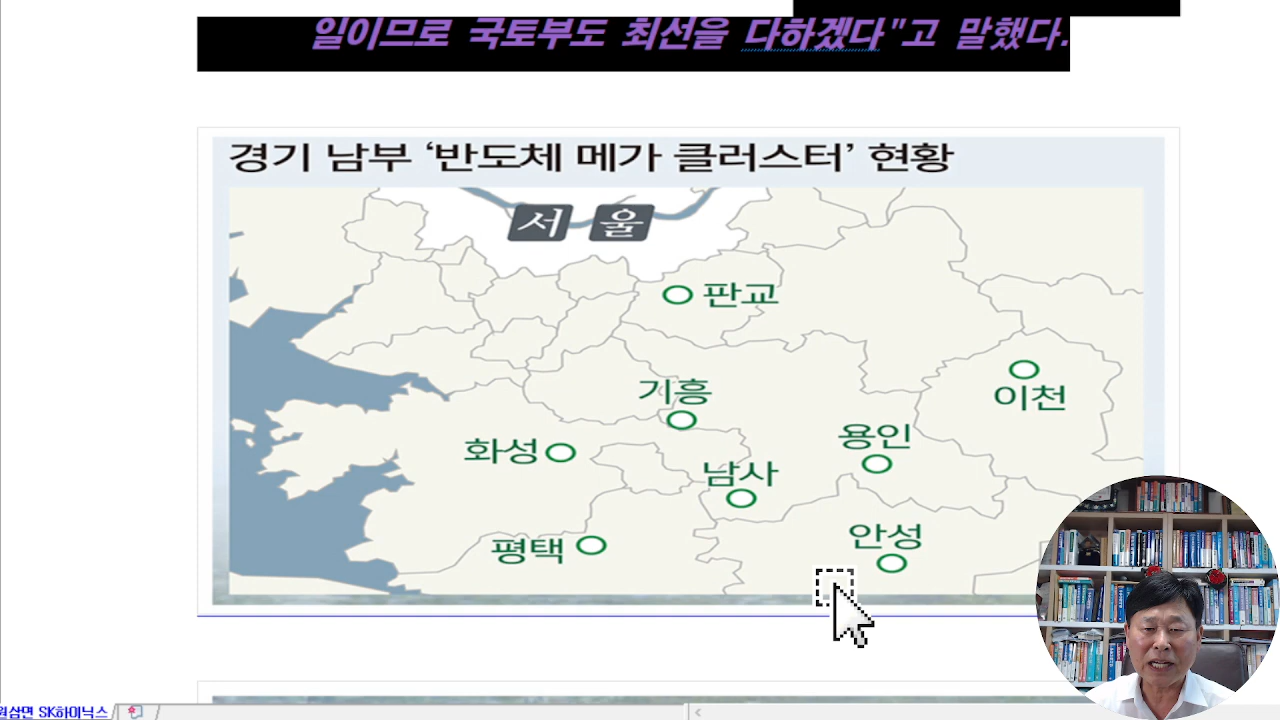 일이므로 국토부도 최선을 다하겠다"고 말했다.
경기 남부 ‘반도체 메가 클러스터’ 현황
서울
판교
이천
기흥
용인
화성
남사
안성
평택
원삼면 SK하이닉스